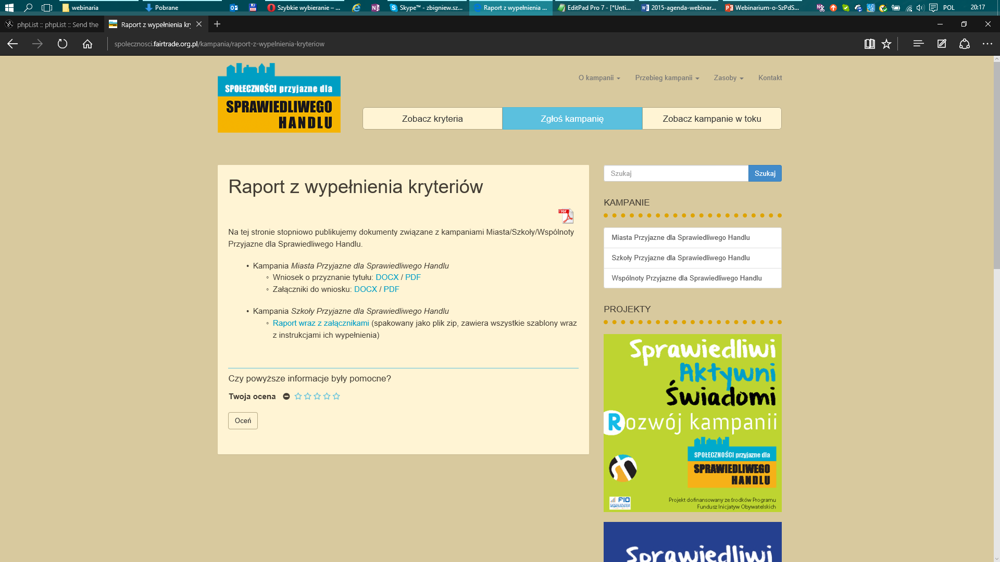 webinaria
Pobrane
Szybkie wybieranie – ...
Skype™ - zbigniew.sz...
Raport z wypełnienia ...
EditPad Pro 7 - [*Unti...
2015-agenda-webinar...
Webinarium-o-SzPdS...
POL
20:17
phpList :: phpList :: Send the
Raport z wypełnienia kry
spolecznosci.fairtrade.org.pl/kampania/raport-z-wypelnienia-kryteriow
SPOŁECZNOŚCI przyjazne dla
SPRAWIEDLIWEGO
HANDLU
O kampanii
Przebieg kampanii
Zasoby
Kontakt
Zobacz kryteria
Zgłoś kampanię
Zobacz kampanie w toku
Raport z wypełnienia kryteriów
PDF
Na tej stronie stopniowo publikujemy dokumenty związane z kampaniami Miasta/Szkoły/Wspólnoty
Przyjazne dla Sprawiedliwego Handlu.
• Kampania Miasta Przyjazne dla Sprawiedliwego Handlu
◦ Wniosek o przyznanie tytułu: DOCX / PDF
◦ Załączniki do wniosku: DOCX / PDF
• Kampania Szkoły Przyjazne dla Sprawiedliwego Handlu
◦ Raport wraz z załącznikami (spakowany jako plik zip, zawiera wszystkie szablony wraz
z instrukcjami ich wypełnienia)
Czy powyższe informacje były pomocne?
Twoja ocena
Oceń
Szukaj
Szukaj
KAMPANIE
Miasta Przyjazne dla Sprawiedliwego Handlu
Szkoły Przyjazne dla Sprawiedliwego Handlu
Wspólnoty Przyjazne dla Sprawiedliwego Handlu
PROJEKTY
Sprawiedliwi
Aktywni
Świadomi
Rozwój kampanii
SPOŁECZNOŚCI przyjazne dla
SPRAWIEDLIWEGO
HANDLU
FIO
Projekt dofinansowany ze środków Programu
Fundusz Inicjatyw Obywatelskich
Sprawiedliwi